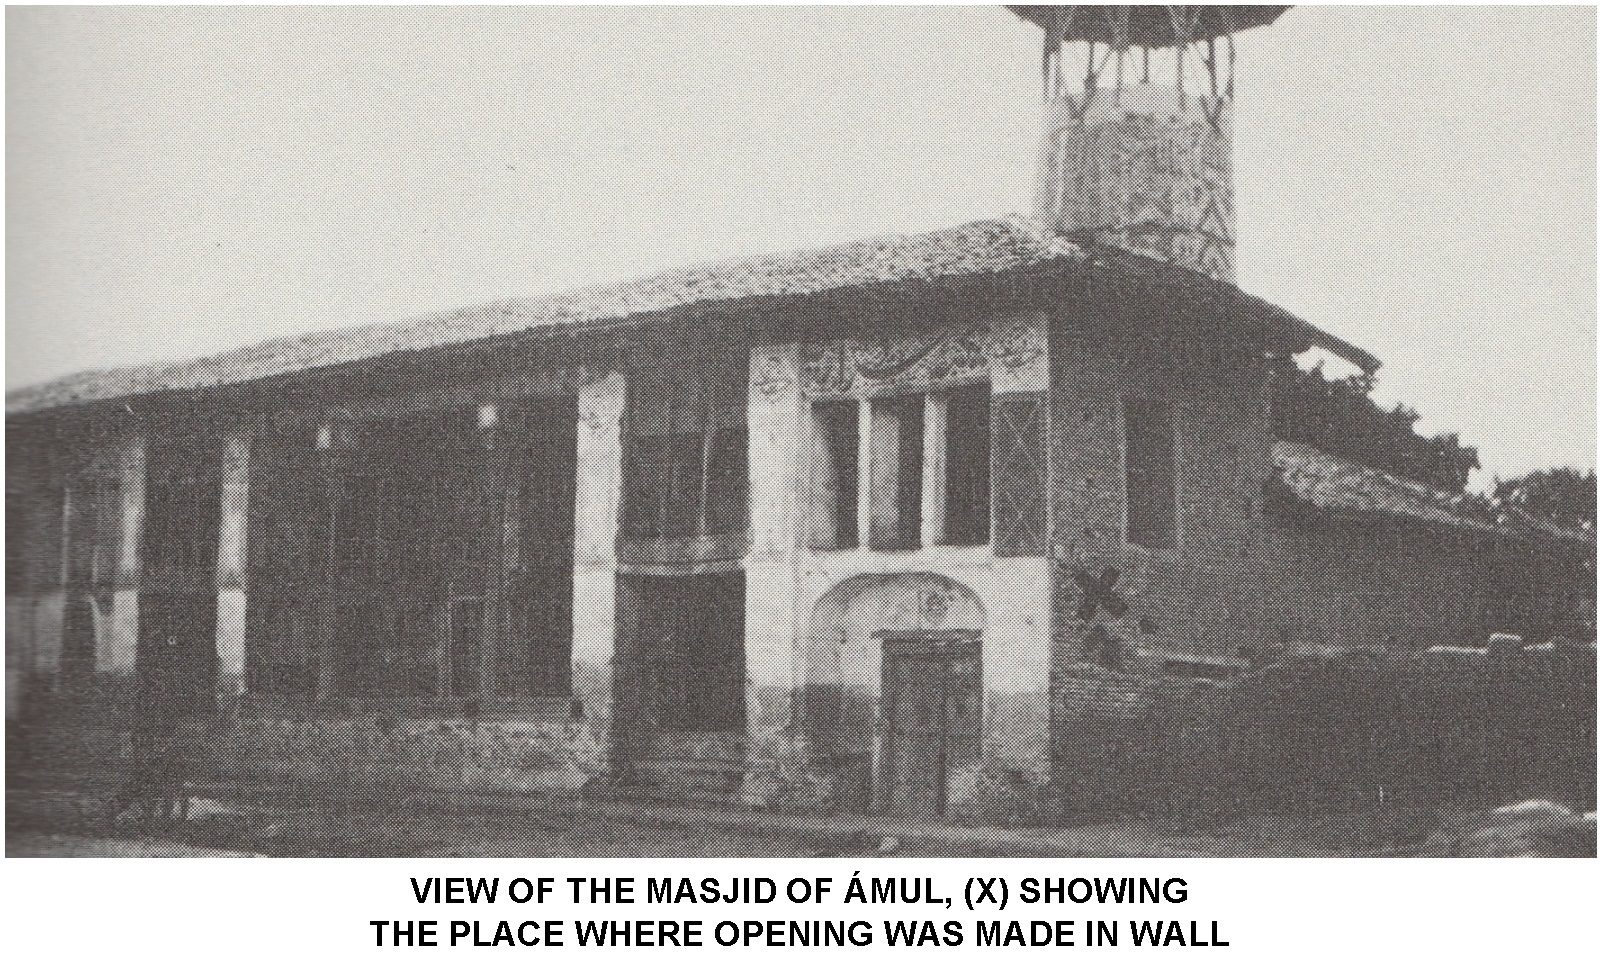 VIEW OF THE MASJID OF ÁMUL, (X) SHOWING
THE PLACE WHERE OPENING WAS MADE IN WALL